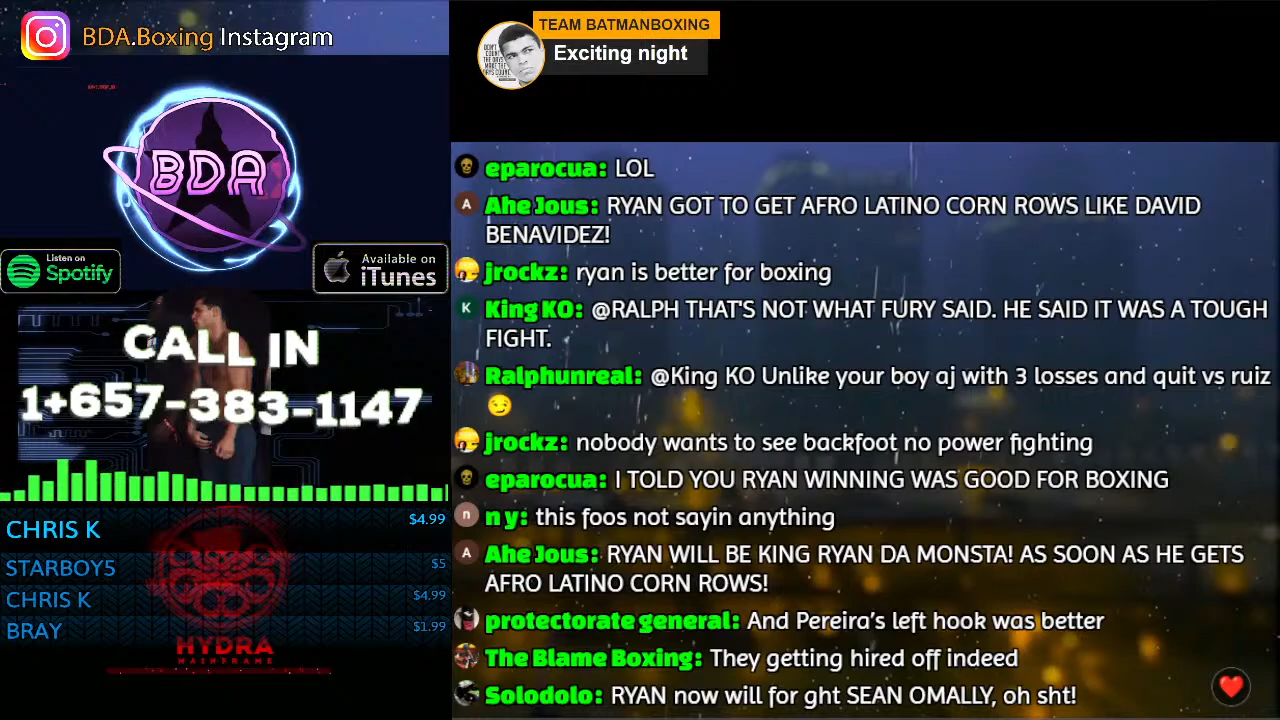 BDA.Boxing Instagram
BDA
Listen on
Spotify
Available on
iTunes
CALL IN
1+657-383-1147
CHRIS K $4.99
STARBOY5 $5
CHRIS K $4.99
BRAY $1.99
HYDRA
MAINFRAME
TEAM BATMANBOXING
Exciting night
eparocua: LOL
Ahe Jous: RYAN GOT TO GET AFRO LATINO CORN ROWS LIKE DAVID
BENAVIDEZ!
jrockz: ryan is better for boxing
King KO: @RALPH THAT'S NOT WHAT FURY SAID. HE SAID IT WAS A TOUGH
FIGHT.
Ralphunreal: @King KO Unlike your boy aj with 3 losses and quit vs ruiz
😏
jrockz: nobody wants to see backfoot no power fighting
eparocua: I TOLD YOU RYAN WINNING WAS GOOD FOR BOXING
n y: this foos not sayin anything
Ahe Jous: RYAN WILL BE KING RYAN DA MONSTA! AS SOON AS HE GETS
AFRO LATINO CORN ROWS!
protectorate general: And Pereira’s left hook was better
The Blame Boxing: They getting hired off indeed
Solodolo: RYAN now will for ght SEAN OMALLY, oh sht!